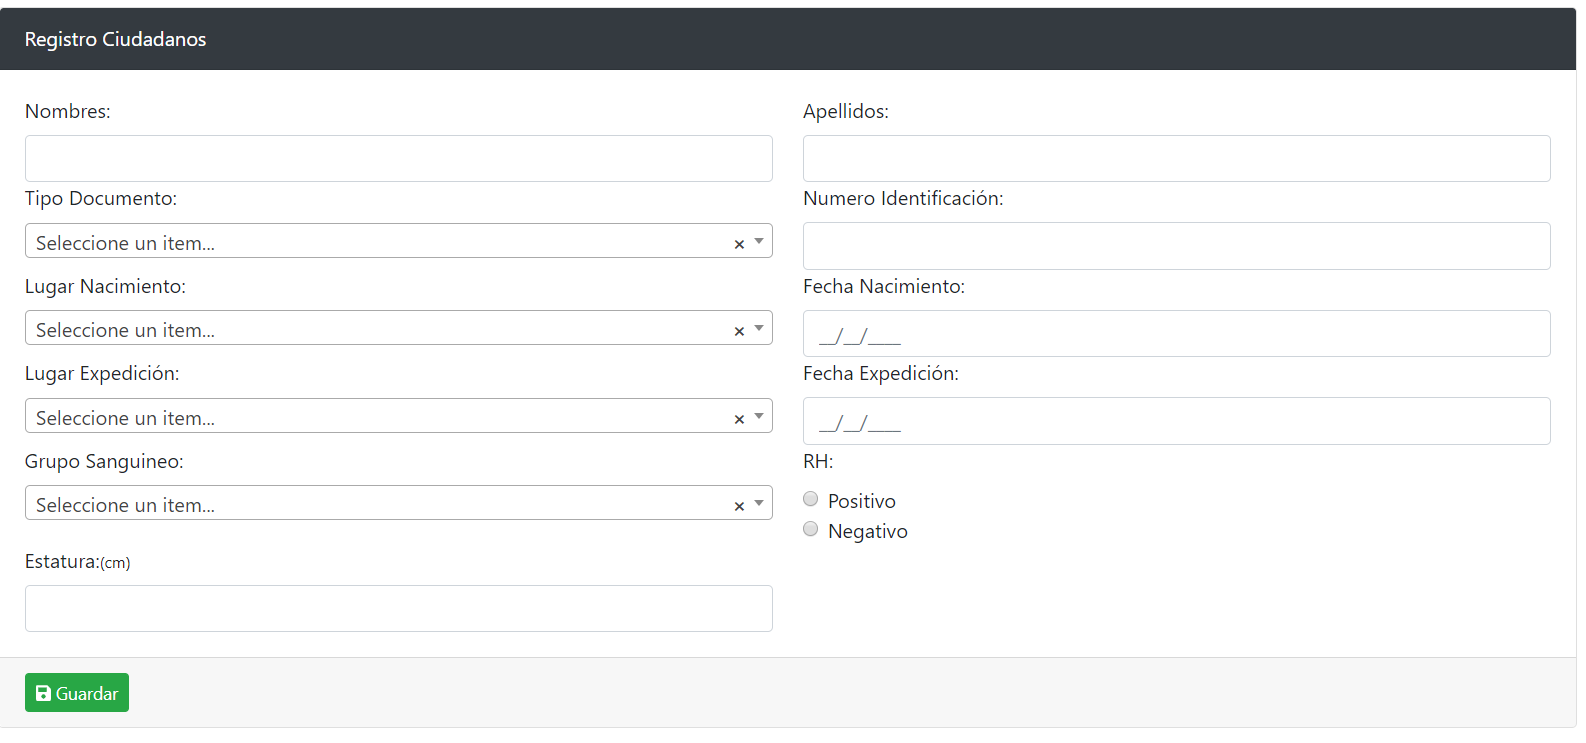 Registro Ciudadanos
Nombres:
Apellidos:
Tipo Documento:
Numero Identificación:
Seleccione un item... ×
Lugar Nacimiento:
Fecha Nacimiento:
Seleccione un item... ×
__/__/____
Lugar Expedición:
Fecha Expedición:
Seleccione un item... ×
__/__/____
Grupo Sanguineo:
RH:
Seleccione un item... ×
Positivo
Negativo
Estatura:(cm)
Guardar